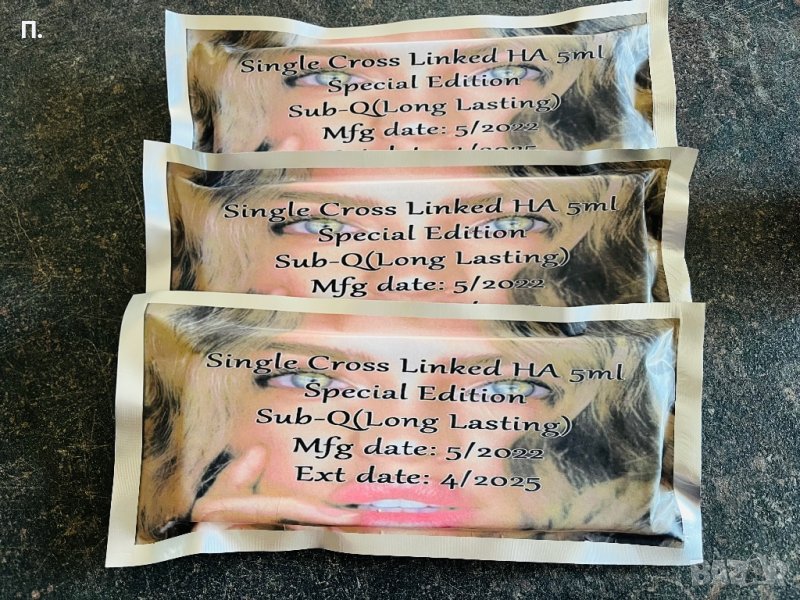 П.
Single Cross Linked HA 5ml
Special Edition
Sub-Q(Long Lasting)
Mfg date: 5/2022
Single Cross Linked HA 5ml
Special Edition
Sub-Q(Long Lasting)
Mfg date: 5/2022
Single Cross Linked HA 5ml
Special Edition
Sub-Q(Long Lasting)
Mfg date: 5/2022
Ext date: 4/2025
BAZAR